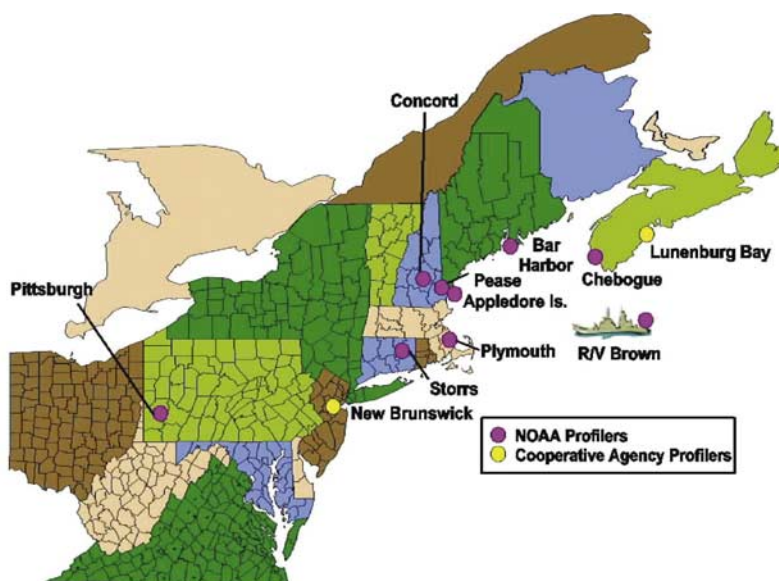 Concord
Pittsburgh
Bar
Harbor
Lunenburg Bay
Chebogue
Pease
Appledore Is.
Plymouth
R/V Brown
Storrs
New Brunswick
NOAA Profilers
Cooperative Agency Profilers